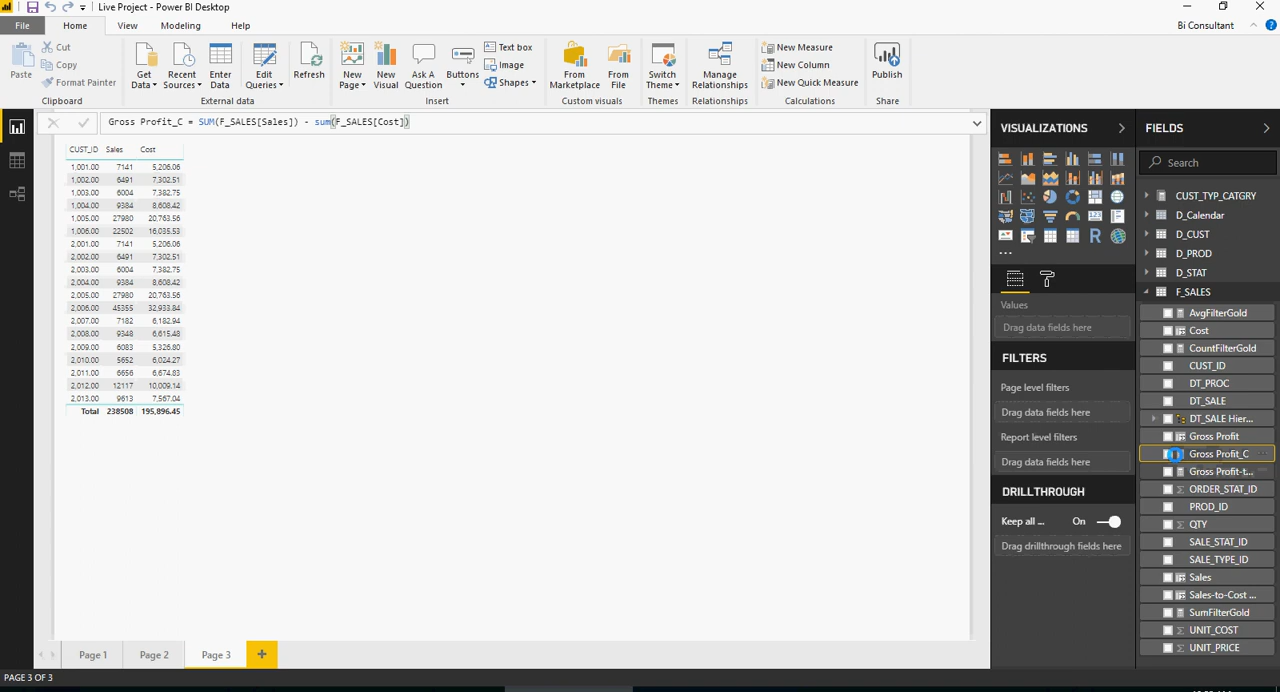 Live Project - Power BI Desktop
File
Home
View
Modeling
Help
Bi Consultant
Paste
Cut
Copy
Format Painter
Clipboard
Get Data
Recent Sources
Enter Data
Edit Queries
Refresh
External data
New Page
New Visual
Ask A Question
Buttons
Text box
Image
Shapes
Insert
From Marketplace
From File
Custom visuals
Switch Theme
Themes
Manage Relationships
Relationships
New Measure
New Column
New Quick Measure
Calculations
Publish
Share
Gross Profit_C = SUM(F_SALES[Sales]) - sum(F_SALES[Cost])
CUST_ID Sales Cost
1,001.00 7141 5,206.06
1,002.00 6491 7,302.51
1,003.00 6004 7,382.75
1,004.00 9384 8,608.42
1,005.00 27980 20,763.56
1,006.00 22502 16,035.53
2,001.00 7141 5,206.06
2,002.00 6491 7,302.51
2,003.00 6004 7,382.75
2,004.00 9384 8,608.42
2,005.00 27980 20,763.56
2,006.00 45355 32,933.84
2,007.00 7182 6,182.94
2,008.00 9348 6,615.48
2,009.00 6083 5,326.80
2,010.00 5652 6,024.27
2,011.00 6656 6,674.83
2,012.00 12117 10,009.14
2,013.00 9613 7,567.04
Total 238508 195,896.45
VISUALIZATIONS
R
Values
Drag data fields here
FILTERS
Page level filters
Drag data fields here
Report level filters
Drag data fields here
DRILLTHROUGH
Keep all ... On
Drag drillthrough fields here
FIELDS
Search
CUST_TYP_CATGRY
D_Calendar
D_CUST
D_PROD
D_STAT
F_SALES
AvgFilterGold
Cost
CountFilterGold
CUST_ID
DT_PROC
DT_SALE
DT_SALE Hier...
Gross Profit
Gross Profit_C
Gross Profit-t...
ORDER_STAT_ID
PROD_ID
QTY
SALE_STAT_ID
SALE_TYPE_ID
Sales
Sales-to-Cost ...
SumFilterGold
UNIT_COST
UNIT_PRICE
Page 1
Page 2
Page 3
PAGE 3 OF 3